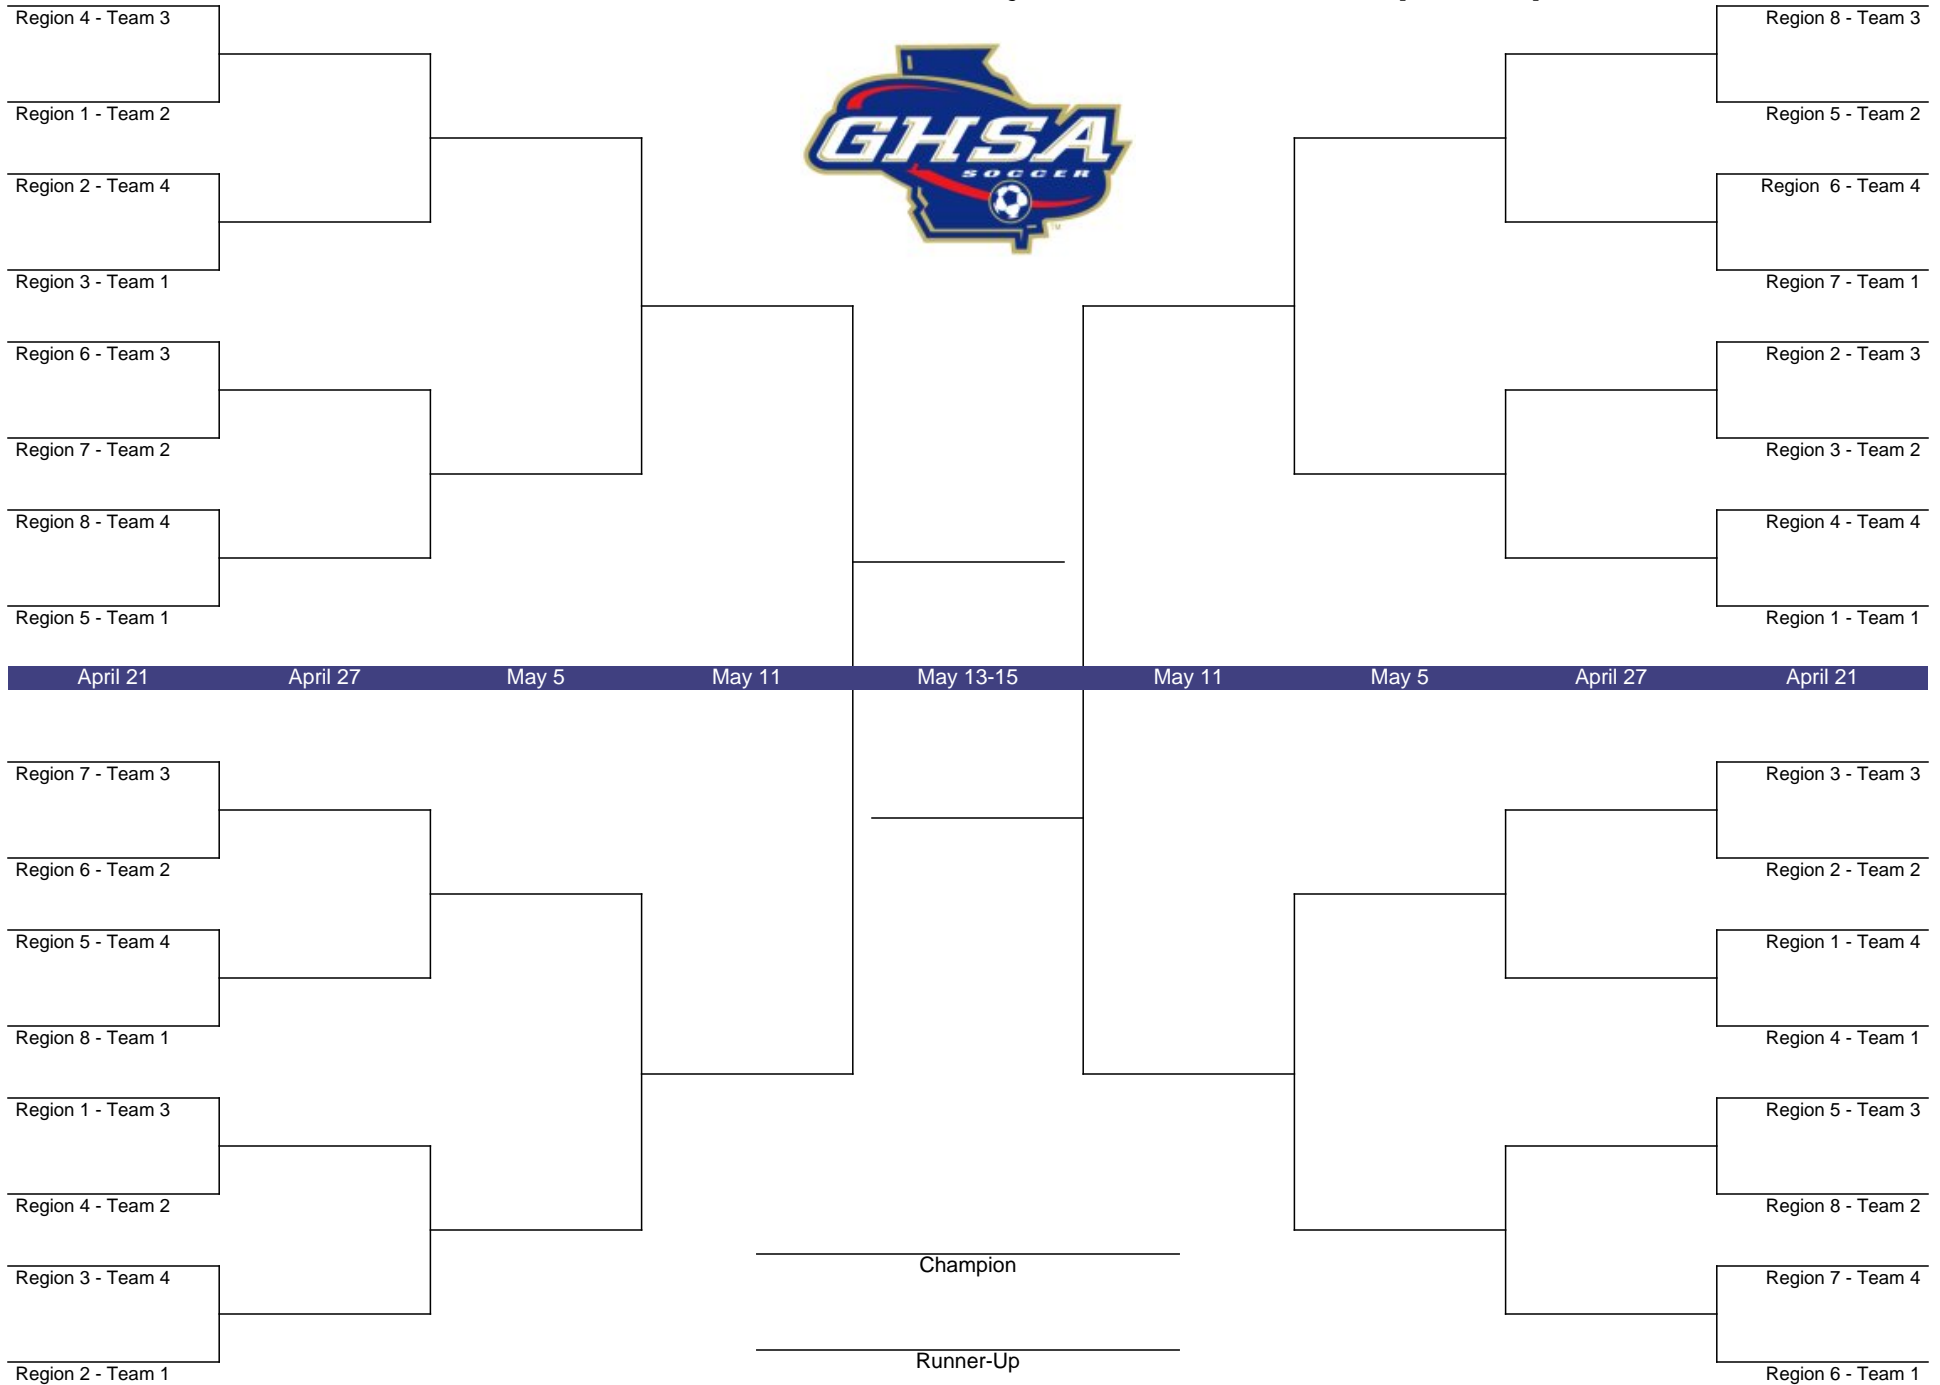 Region 4 - Team 3
Region 8 - Team 3
GHSA
SOCCER
TM
Region 1 - Team 2
Region 5 - Team 2
Region 2 - Team 4
Region  6 - Team 4
Region 3 - Team 1
Region 7 - Team 1
Region 6 - Team 3
Region 2 - Team 3
Region 7 - Team 2
Region 3 - Team 2
Region 8 - Team 4
Region 4 - Team 4
Region 5 - Team 1
Region 1 - Team 1
April 21 April 27 May 5 May 11 May 13-15 May 11 May 5 April 27 April 21
Region 7 - Team 3
Region 3 - Team 3
Region 6 - Team 2
Region 2 - Team 2
Region 5 - Team 4
Region 1 - Team 4
Region 8 - Team 1
Region 4 - Team 1
Region 1 - Team 3
Region 5 - Team 3
Region 4 - Team 2
Region 8 - Team 2
Champion
Region 3 - Team 4
Region 7 - Team 4
Runner-Up
Region 2 - Team 1
Region 6 - Team 1